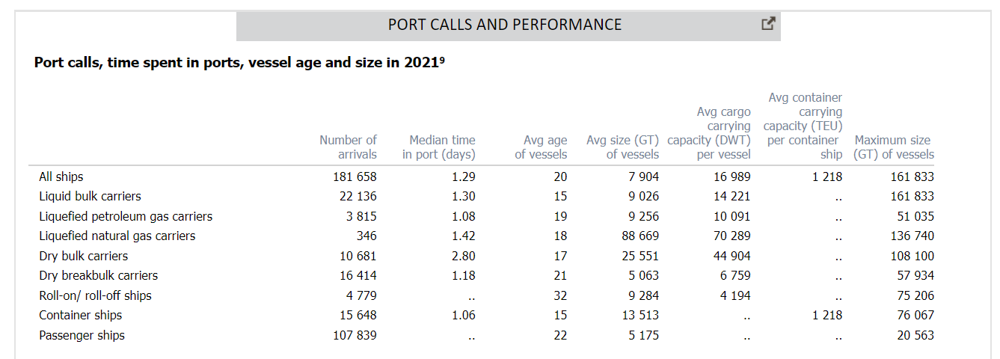 PORT CALLS AND PERFORMANCE
Port calls, time spent in ports, vessel age and size in 2021⁹
Number of arrivals Median time in port (days) Avg age of vessels Avg size (GT) of vessels Avg cargo carrying capacity (DWT) per vessel Avg container carrying capacity (TEU) per container ship Maximum size (GT) of vessels
All ships 181 658 1.29 20 7 904 16 989 1 218 161 833
Liquid bulk carriers 22 136 1.30 15 9 026 14 221 .. 161 833
Liquefied petroleum gas carriers 3 815 1.08 19 9 256 10 091 .. 51 035
Liquefied natural gas carriers 346 1.42 18 88 669 70 289 .. 136 740
Dry bulk carriers 10 681 2.80 17 25 551 44 904 .. 108 100
Dry breakbulk carriers 16 414 1.18 21 5 063 6 759 .. 57 934
Roll-on/ roll-off ships 4 779 .. 32 9 284 4 194 .. 75 206
Container ships 15 648 1.06 15 13 513 .. 1 218 76 067
Passenger ships 107 839 .. 22 5 175 .. .. 20 563